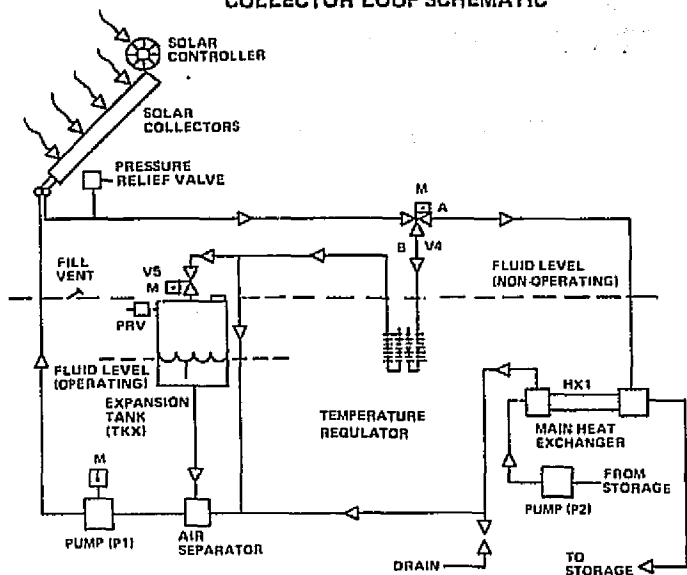 COLLECTOR LOOP SCHEMATIC
SOLAR
CONTROLLER
SOLAR
COLLECTORS
PRESSURE
RELIEF VALVE
M
A
B
V4
FILL
VENT
V5
M
PRV
FLUID LEVEL
(NON-OPERATING)
FLUID LEVEL
(OPERATING)
EXPANSION
TANK
(TKX)
TEMPERATURE
REGULATOR
HX1
MAIN HEAT
EXCHANGER
FROM
STORAGE
PUMP (P2)
M
PUMP (P1)
AIR
SEPARATOR
DRAIN
TO
STORAGE